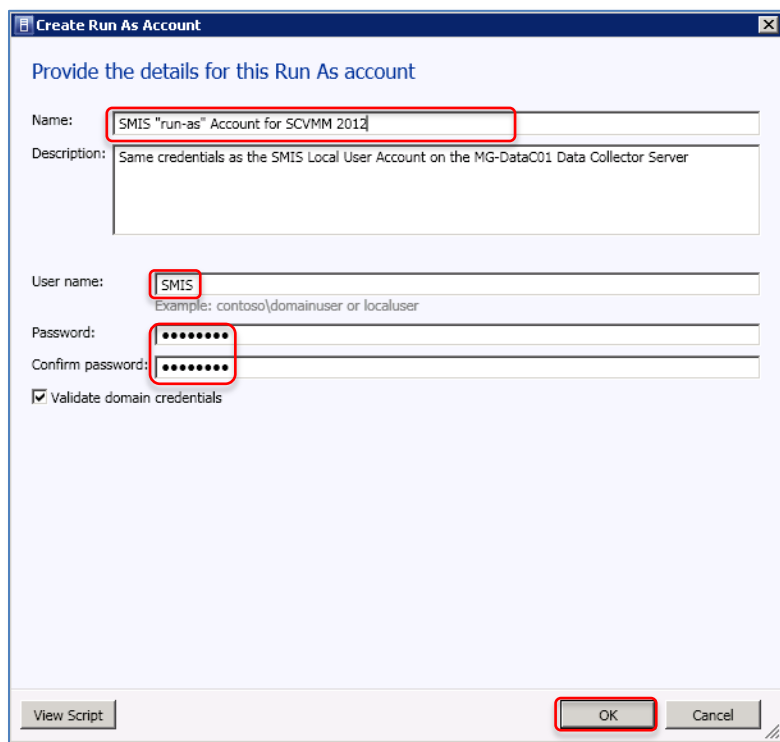 Create Run As Account
Provide the details for this Run As account
Name: SMIS "run-as" Account for SCVMM 2012
Description: Same credentials as the SMIS Local User Account on the MG-DataC01 Data Collector Server
User name: SMIS
Example: contoso\domainuser or localuser
Password: ●●●●●●●●
Confirm password: ●●●●●●●●
Validate domain credentials
View Script OK Cancel